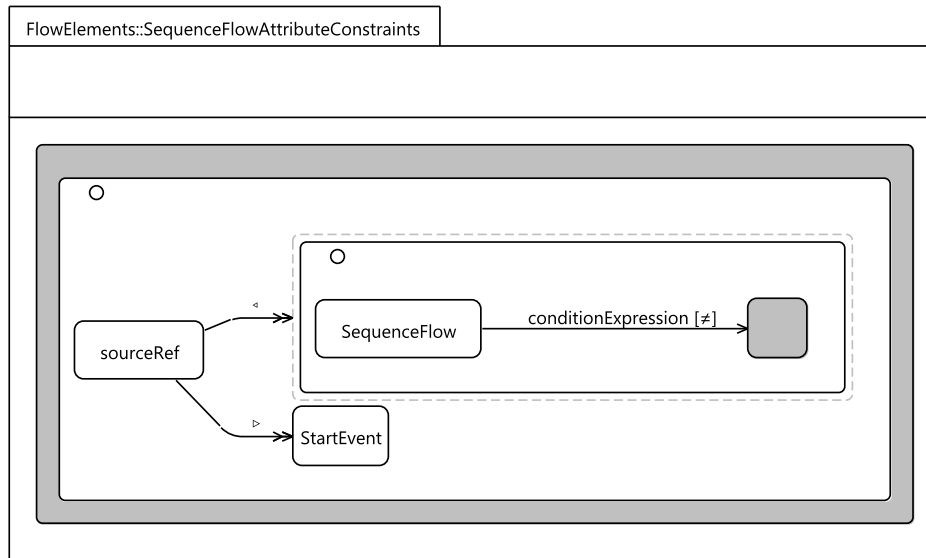 FlowElements::SequenceFlowAttributeConstraints
conditionExpression [≠]
SequenceFlow
sourceRef
StartEvent